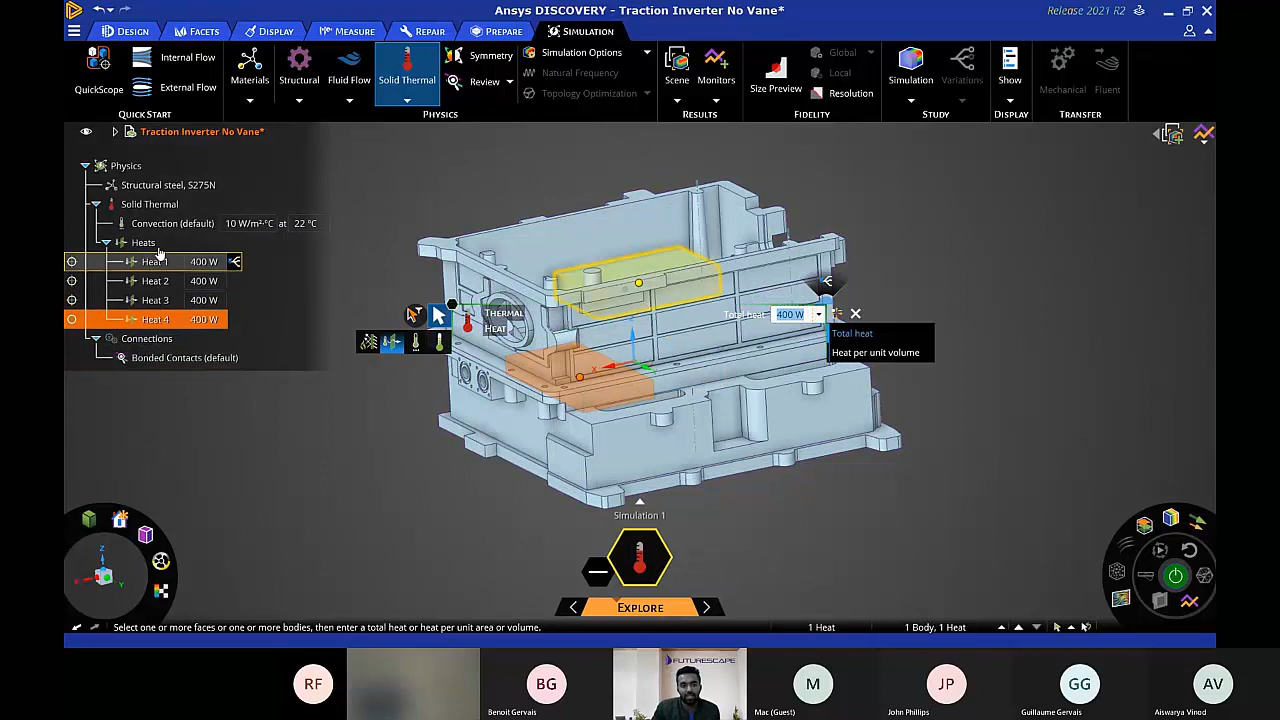 Ansys DISCOVERY - Traction Inverter No Vane*
Release 2021 R2
DESIGN
FACETS
DISPLAY
MEASURE
REPAIR
PREPARE
SIMULATION
QuickScope
Internal Flow
External Flow
Materials
Structural
Fluid Flow
Solid Thermal
Symmetry
Review
Simulation Options
Natural Frequency
Topology Optimization
Scene
Monitors
Size Preview
Global
Local
Resolution
Simulation
Variations
Show
Mechanical
Fluent
QUICK START
PHYSICS
RESULTS
FIDELITY
STUDY
DISPLAY
TRANSFER
Traction Inverter No Vane*
Physics
Structural steel, S275N
Solid Thermal
Convection (default) 10 W/m²·°C at 22 °C
Heats
Heat 1 400 W
Heat 2 400 W
Heat 3 400 W
Heat 4 400 W
Connections
Bonded Contacts (default)
THERMAL
HEAT
Total heat: 400 W
Total heat
Heat per unit volume
Simulation 1
EXPLORE
Select one or more faces or one or more bodies, then enter a total heat or heat per unit area or volume.
1 Heat
1 Body, 1 Heat
RF
BG
Benoit Gervais
FUTURESCAPE
M
Mac (Guest)
JP
John Phillips
GG
Guillaume Gervais
AV
Aiswarya Vinod